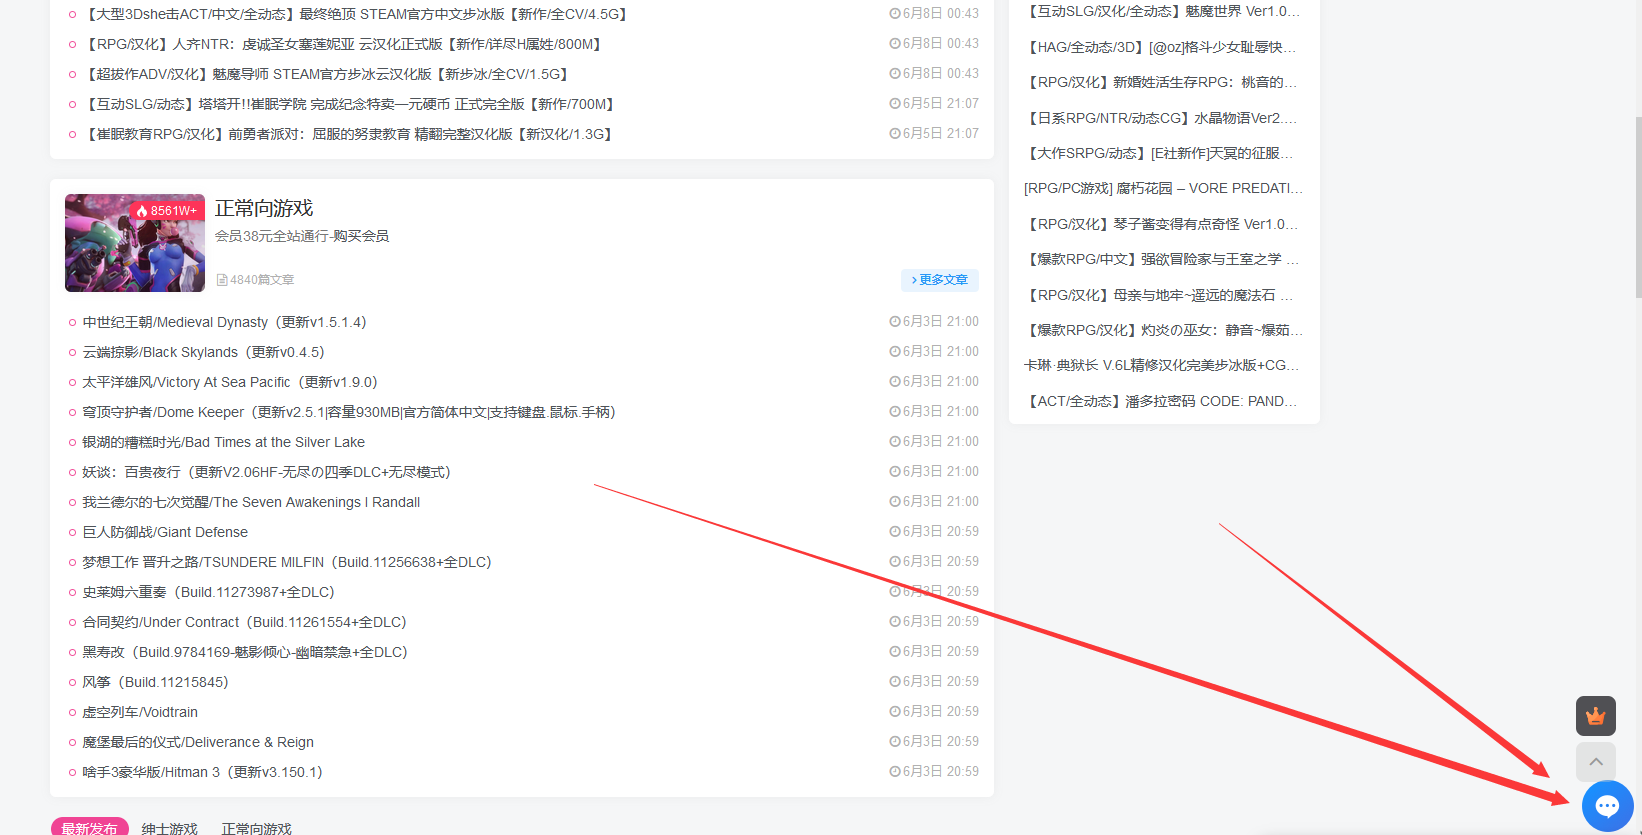 【大型3Dshe击ACT/中文/全动态】最终绝顶 STEAM官方中文步冰版【新作/全CV/4.5G】 6月8日 00:43
【RPG/汉化】人齐NTR：虔诚圣女塞莲妮亚 云汉化正式版【新作/详尽H属性/800M】 6月8日 00:43
【超拔作ADV/汉化】魅魔导师 STEAM官方步冰云汉化版【新步冰/全CV/1.5G】 6月8日 00:43
【互动SLG/动态】塔塔开!!崔眠学院 完成纪念特卖一元硬币 正式完全版【新作/700M】 6月5日 21:07
【崔眠教育RPG/汉化】前勇者派对：屈服的努隶教育 精翻完整汉化版【新汉化/1.3G】 6月5日 21:07
8561W+
正常向游戏
会员38元全站通行-购买会员
4840篇文章
更多文章
中世纪王朝/Medieval Dynasty（更新v1.5.1.4） 6月3日 21:00
云端掠影/Black Skylands（更新v0.4.5） 6月3日 21:00
太平洋雄风/Victory At Sea Pacific（更新v1.9.0） 6月3日 21:00
穹顶守护者/Dome Keeper（更新v2.5.1|容量930MB|官方简体中文|支持键盘.鼠标.手柄） 6月3日 21:00
银湖的糟糕时光/Bad Times at the Silver Lake 6月3日 21:00
妖谈：百贵夜行（更新V2.06HF-无尽の四季DLC+无尽模式） 6月3日 21:00
我兰德尔的七次觉醒/The Seven Awakenings I Randall 6月3日 21:00
巨人防御战/Giant Defense 6月3日 20:59
梦想工作 晋升之路/TSUNDERE MILFIN（Build.11256638+全DLC） 6月3日 20:59
史莱姆六重奏（Build.11273987+全DLC） 6月3日 20:59
合同契约/Under Contract（Build.11261554+全DLC） 6月3日 20:59
黑寿改（Build.9784169-魅影倾心-幽暗禁急+全DLC） 6月3日 20:59
风筝（Build.11215845） 6月3日 20:59
虚空列车/Voidtrain 6月3日 20:59
魔堡最后的仪式/Deliverance & Reign 6月3日 20:59
啥手3豪华版/Hitman 3（更新v3.150.1） 6月3日 20:59
最新发布 绅士游戏 正常向游戏
【互动SLG/汉化/全动态】魅魔世界 Ver1.0...
【HAG/全动态/3D】[@oz]格斗少女耻辱快...
【RPG/汉化】新婚姓活生存RPG：桃音的...
【日系RPG/NTR/动态CG】水晶物语Ver2....
【大作SRPG/动态】[E社新作]天冥的征服...
[RPG/PC游戏] 腐朽花园 – VORE PREDATI...
【RPG/汉化】琴子酱变得有点奇怪 Ver1.0...
【爆款RPG/中文】强欲冒险家与王室之学 ...
【RPG/汉化】母亲与地牢~遥远的魔法石 ...
【爆款RPG/汉化】灼炎の巫女：静音~爆茹...
卡琳·典狱长 V.6L精修汉化完美步冰版+CG...
【ACT/全动态】潘多拉密码 CODE: PAND...